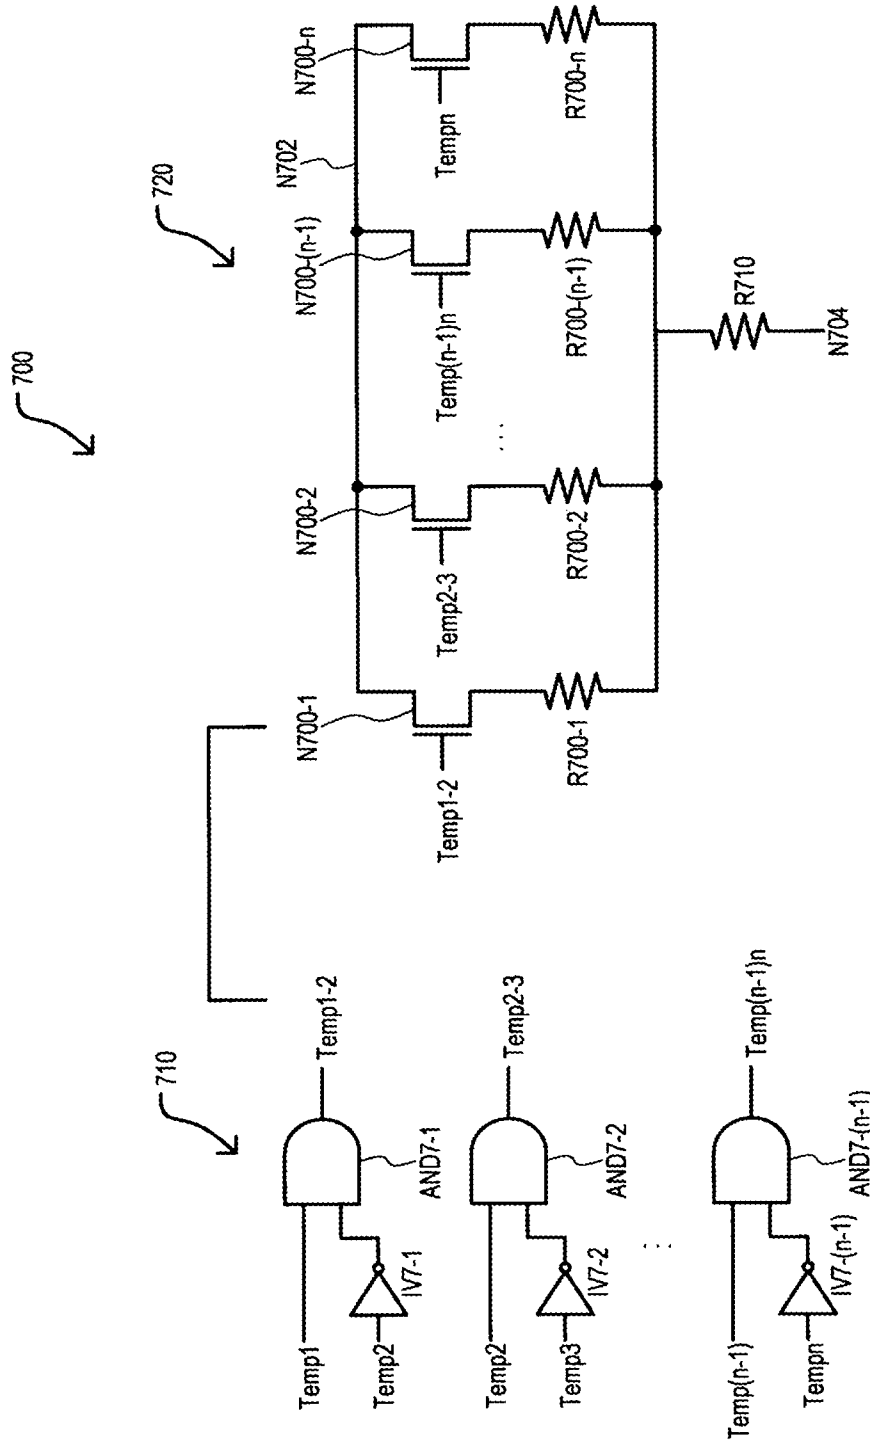 700
710
Temp1
Temp2
IV7-1
AND7-1
Temp1-2
Temp2
Temp3
IV7-2
AND7-2
Temp2-3
...
Temp(n-1)
Tempn
IV7-(n-1)
AND7-(n-1)
Temp(n-1)n
720
N702
N700-1
Temp1-2
R700-1
N700-2
Temp2-3
R700-2
...
N700-(n-1)
Temp(n-1)n
R700-(n-1)
N700-n
Tempn
R700-n
R710
N704